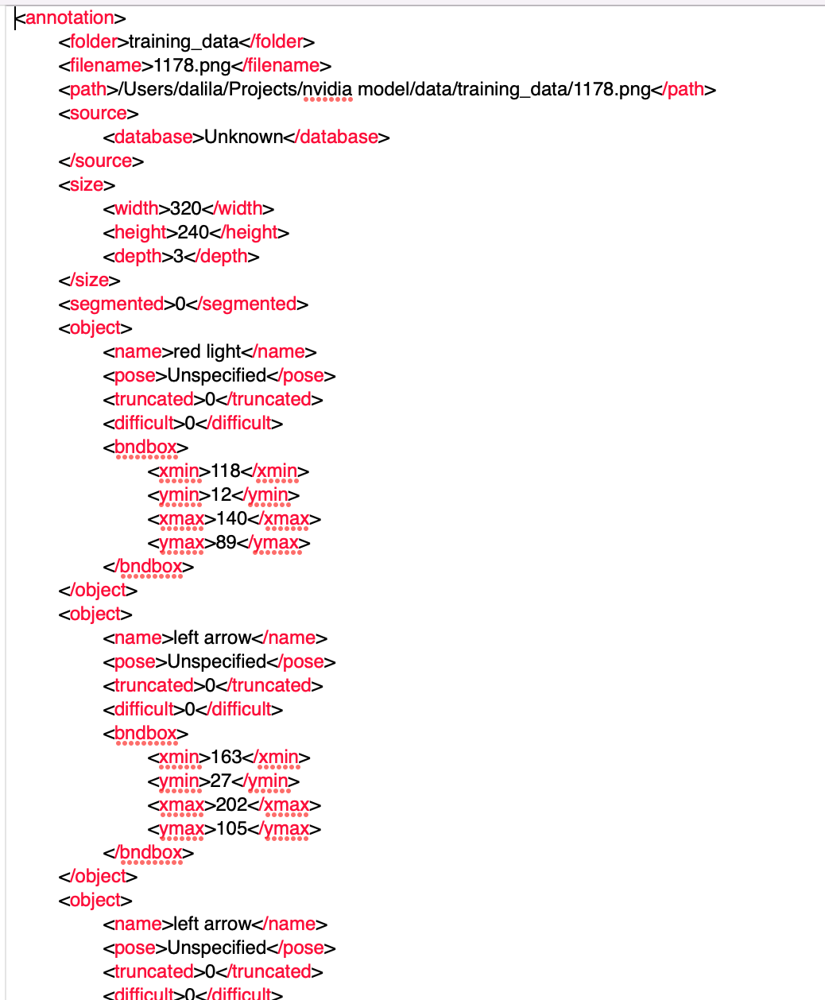 <annotation>
<folder>training_data</folder>
<filename>1178.png</filename>
<path>/Users/dalila/Projects/nvidia model/data/training_data/1178.png</path>
<source>
<database>Unknown</database>
</source>
<size>
<width>320</width>
<height>240</height>
<depth>3</depth>
</size>
<segmented>0</segmented>
<object>
<name>red light</name>
<pose>Unspecified</pose>
<truncated>0</truncated>
<difficult>0</difficult>
<bndbox>
<xmin>118</xmin>
<ymin>12</ymin>
<xmax>140</xmax>
<ymax>89</ymax>
</bndbox>
</object>
<object>
<name>left arrow</name>
<pose>Unspecified</pose>
<truncated>0</truncated>
<difficult>0</difficult>
<bndbox>
<xmin>163</xmin>
<ymin>27</ymin>
<xmax>202</xmax>
<ymax>105</ymax>
</bndbox>
</object>
<object>
<name>left arrow</name>
<pose>Unspecified</pose>
<truncated>0</truncated>
<difficult>0</difficult>